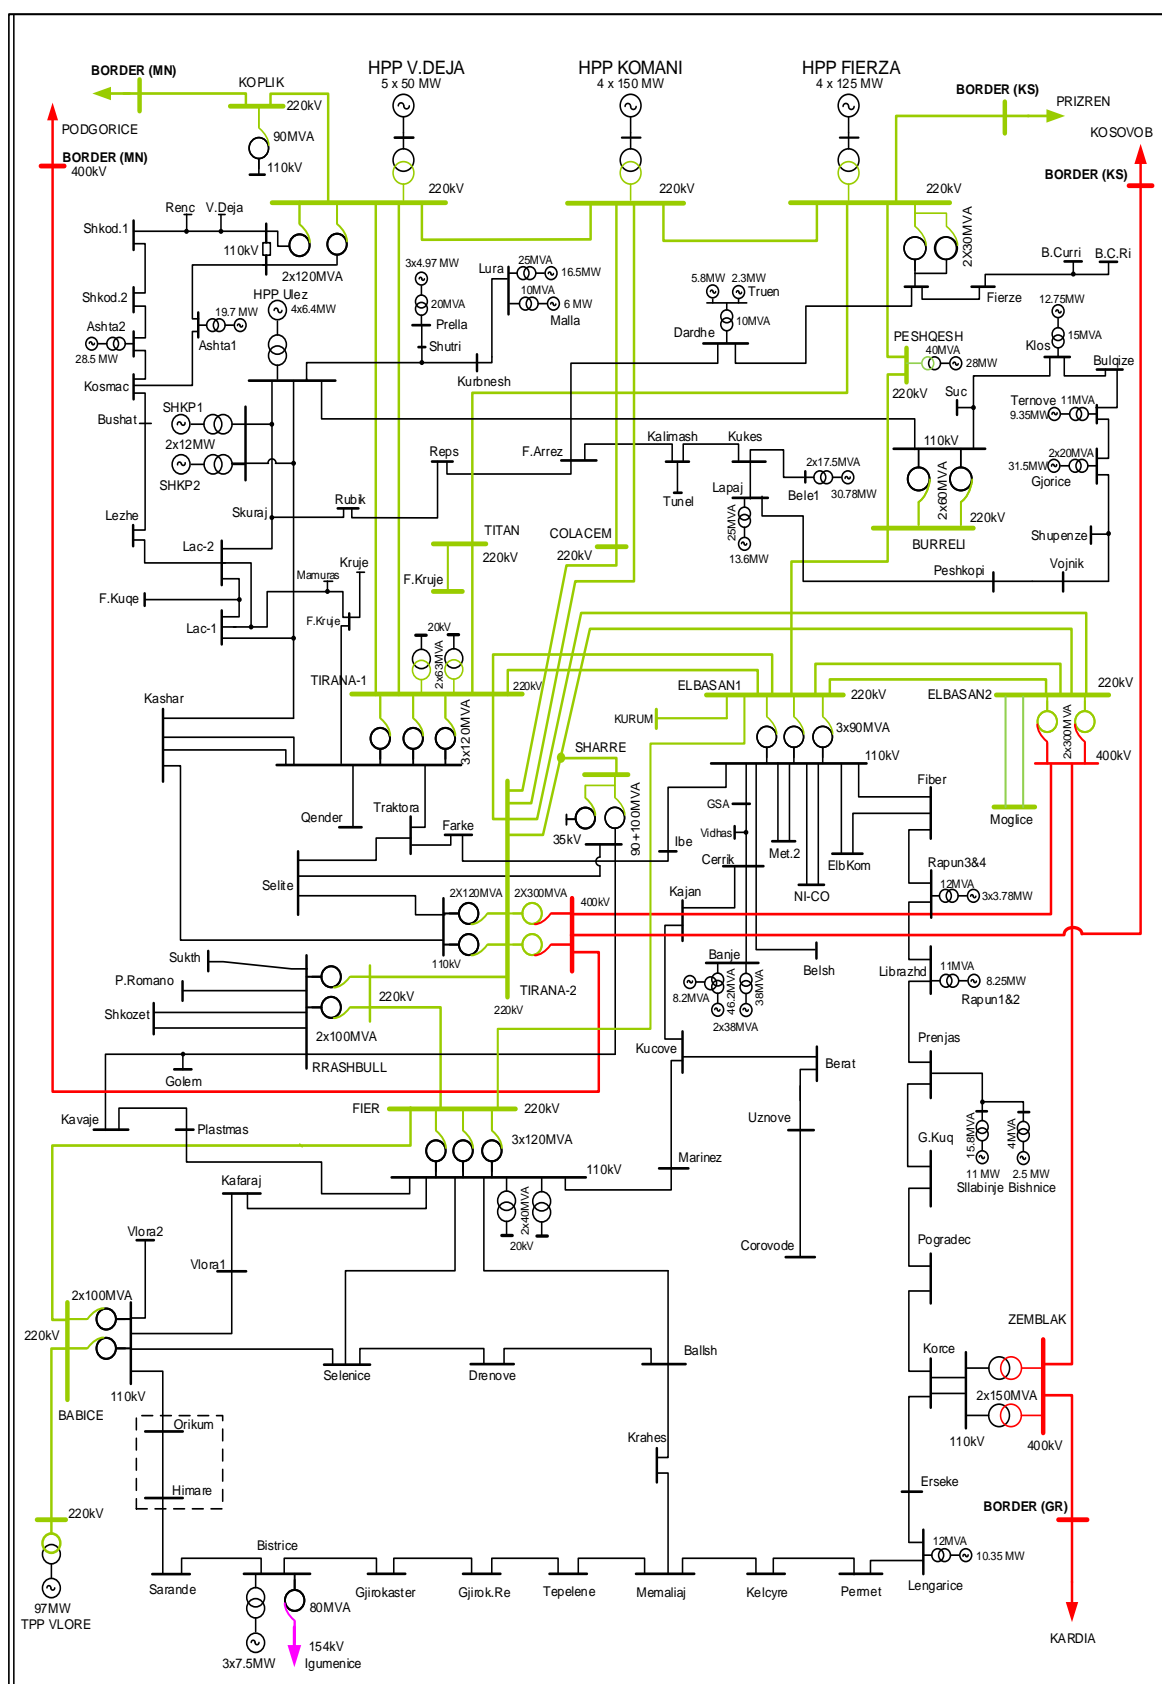 HPP V.DEJA
5 x 50 MW
HPP KOMANI
4 x 150 MW
HPP FIERZA
4 x 125 MW
BORDER (MN)
KOPLIK
220kV
BORDER (KS)
PRIZREN
PODGORICE
90MVA
KOSOVOB
BORDER (MN)
400kV
110kV
BORDER (KS)
220kV
220kV
220kV
Renc
V.Deja
Shkod.1
110kV
2x120MVA
2X30MVA
B.Curri
B.C.Ri
3x4.97 MW
Lura
25MVA
16.5MW
5.8MW
2.3MW
Truen
Shkod.2
HPP Ulez
4x6.4MW
20MVA
10MVA
6 MW
Malla
10MVA
Fierze
12.75MW
Ashta2
19.7 MW
Prella
Dardhe
PESHQESH
15MVA
28.5 MW
Ashta1
Shutri
40MVA
28MW
Klos
Bulqize
Kosmac
Kurbnesh
220kV
Suc
Ternove
11MVA
9.35MW
Bushat
SHKP1
2x12MW
SHKP2
Kalimash
Kukes
110kV
Reps
F.Arrez
2x17.5MVA
2x20MVA
31.5MW
Gjorice
Lapaj
Bele1
30.78MW
2x60MVA
Rubik
Tunel
Lezhe
Skuraj
25MVA
TITAN
COLACEM
220kV
220kV
220kV
13.6MW
BURRELI
Shupenze
Lac-2
Kruje
Mamuras
F.Kruje
Peshkopi
Vojnik
F.Kuqe
Lac-1
F.Kruje
20kV
2x63MVA
TIRANA-1
220kV
ELBASAN1
220kV
ELBASAN2
220kV
Kashar
KURUM
3x90MVA
2x300MVA
3x120MVA
SHARRE
110kV
400kV
Fiber
90+100MVA
35kV
GSA
Qender
Traktora
Farke
Moglice
Vidhas
Ibe
Met.2
ElbKom
Cerrik
Rapun3&4
Selite
NI-CO
12MVA
3x3.78MW
2X120MVA
2X300MVA
400kV
Kajan
Sukth
110kV
Banje
Belsh
Librazhd
11MVA
8.25MW
Rapun1&2
TIRANA-2
P.Romano
220kV
220kV
8.2MVA
46.2MVA
38MVA
Shkozet
2x100MVA
2x38MVA
RRASHBULL
Kucove
Prenjas
Golem
Berat
FIER
220kV
Kavaje
Plastmas
Uznove
3x120MVA
G.Kuq
15.8MVA
4MVA
Marinez
110kV
11 MW
2.5 MW
Sllabinje
Bishnice
Kafaraj
2x40MVA
20kV
Vlora2
Corovode
Pogradec
Vlora1
2x100MVA
220kV
ZEMBLAK
Korce
Ballsh
Selenice
Drenove
110kV
2x150MVA
BABICE
Orikum
Krahes
110kV
400kV
Himare
Erseke
220kV
BORDER (GR)
Bistrice
12MVA
10.35 MW
Sarande
Gjirokaster
Gjirok.Re
Tepelene
Memaliaj
Kelcyre
Permet
Lengarice
97MW
TPP VLORE
80MVA
154kV
Igumenice
3x7.5MW
KARDIA